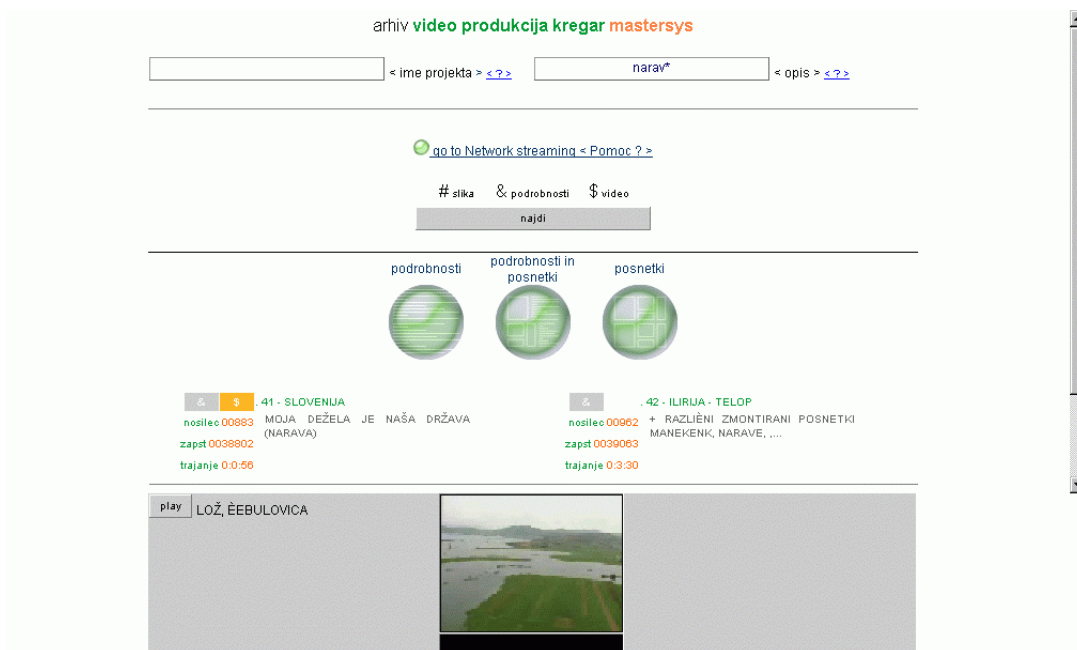 arhiv video produkcija kregar mastersys
< ime projekta > < ? > narav* < opis > < ? >
go to Network streaming < Pomoc ? >
# slika & podrobnosti $ video
najdi
podrobnosti
podrobnosti in
posnetki
posnetki
& $ . 41 - SLOVENIJA
nosilec 00883 MOJA DEŽELA JE NAŠA DRŽAVA
(NARAVA)
zapst 0038802
trajanje 0:0:56
& . 42 - ILIRIJA - TELOP
nosilec 00962 + RAZLIÈNI ZMONTIRANI POSNETKI
MANEKENK, NARAVE, ,...
zapst 0039063
trajanje 0:3:30
play LOŽ, ÈEBULOVICA